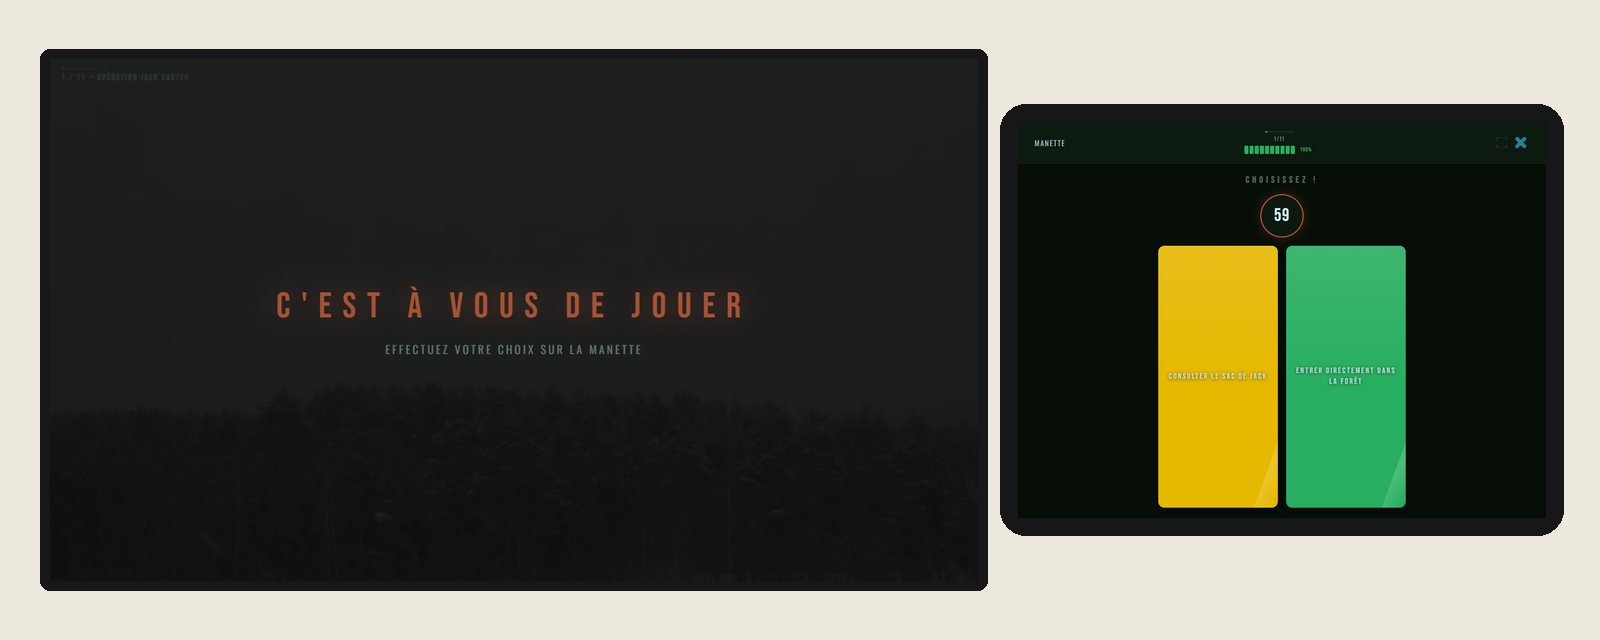 1 / 11 — OPÉRATION JACK CARTER
C'EST À VOUS DE JOUER
EFFECTUEZ VOTRE CHOIX SUR LA MANETTE
MANETTE
1/11
100%
CHOISISSEZ !
59
CONSULTER LE SAC DE JACK
ENTRER DIRECTEMENT DANS
LA FORÊT